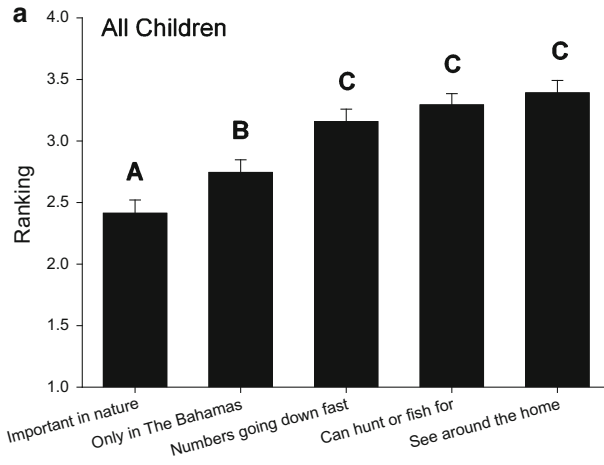 a
All Children
Ranking
4.0
3.5
3.0
2.5
2.0
1.5
1.0
A
B
C
C
C
Important in nature
Only in The Bahamas
Numbers going down fast
Can hunt or fish for
See around the home